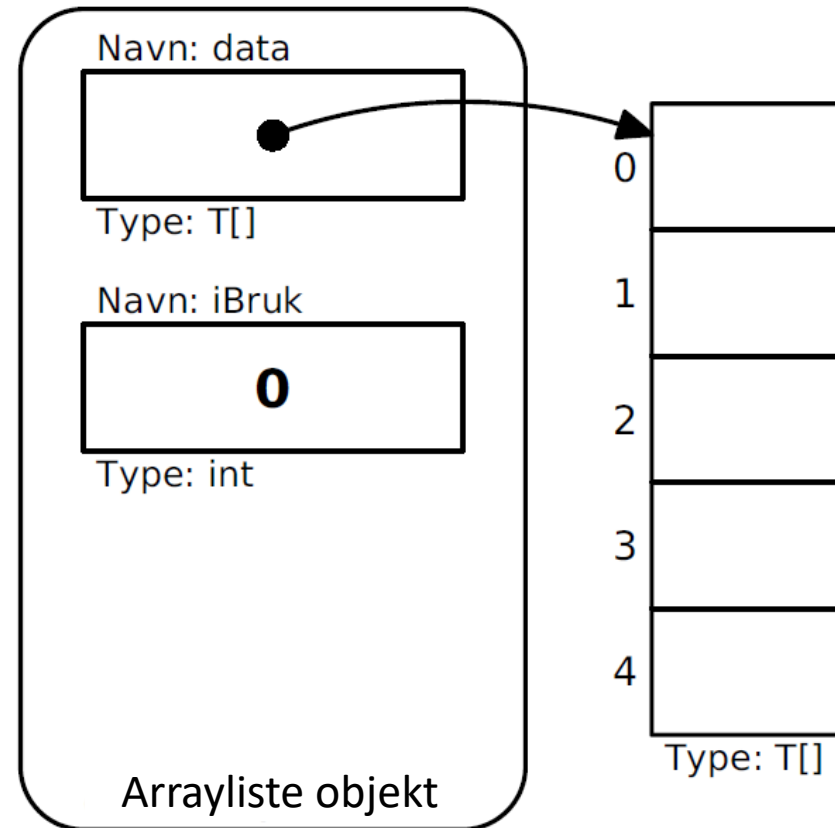 Navn: data
Type: T[]
Navn: iBruk
0
Type: int
Arrayliste objekt
0
1
2
3
4
Type: T[]